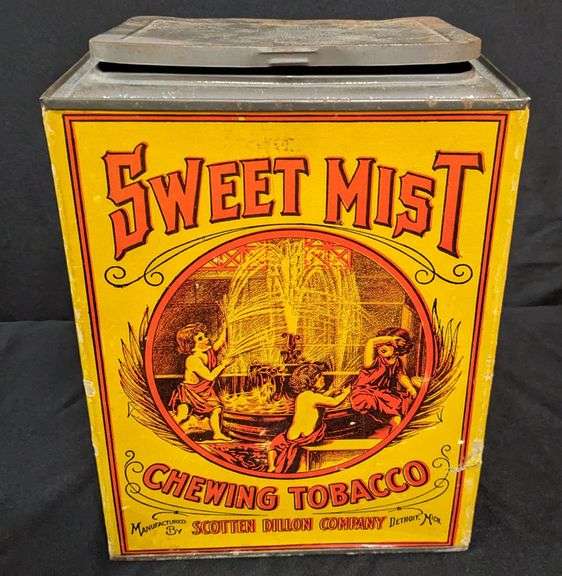 SWEET MIST
CHEWING TOBACCO
MANUFACTURED BY SCOTTEN DILLON COMPANY DETROIT, MICH.